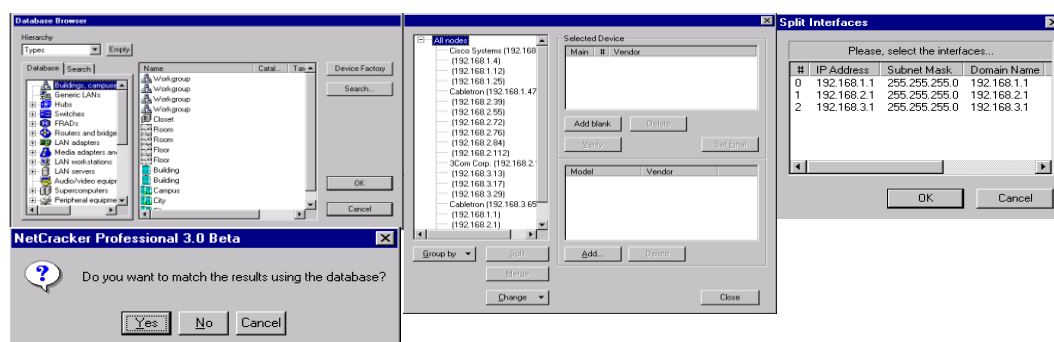 Database Browser
Hierarchy
Types
Empty
Database
Search
Buildings, campuse
Generic LANs
Hubs
Switches
FRADs
Routers and bridge
LAN adapters
Media adapters an
LAN workstations
LAN servers
Audio/video equipr
Supercomputers
Peripheral equipme
Name
Catal...
Workgroup
Workgroup
Workgroup
Workgroup
Closet
Room
Room
Floor
Floor
Building
Building
Campus
City
Device Factory
Search...
OK
Cancel
NetCracker Professional 3.0 Beta
Do you want to match the results using the database?
Yes
No
Cancel
All nodes
Cisco Systems (192.168
(192.168.1.4)
(192.168.1.12)
(192.168.1.25)
Cabletron (192.168.1.47
(192.168.2.39)
(192.168.2.55)
(192.168.2.72)
(192.168.2.76)
(192.168.2.84)
(192.168.2.112)
3Com Corp. (192.168.2.
(192.168.3.13)
(192.168.3.17)
(192.168.3.29)
Cabletron (192.168.3.65
(192.168.1.1)
(192.168.2.1)
Group by
Split
Merge
Change
Selected Device
Main # Vendor
Add blank
Delete
Verify
Set Final
Model Vendor
Add...
Delete
Close
Split Interfaces
Please, select the interfaces...
# IP Address Subnet Mask Domain Name
0 192.168.1.1 255.255.255.0 192.168.1.1
1 192.168.2.1 255.255.255.0 192.168.2.1
2 192.168.3.1 255.255.255.0 192.168.3.1
OK
Cancel